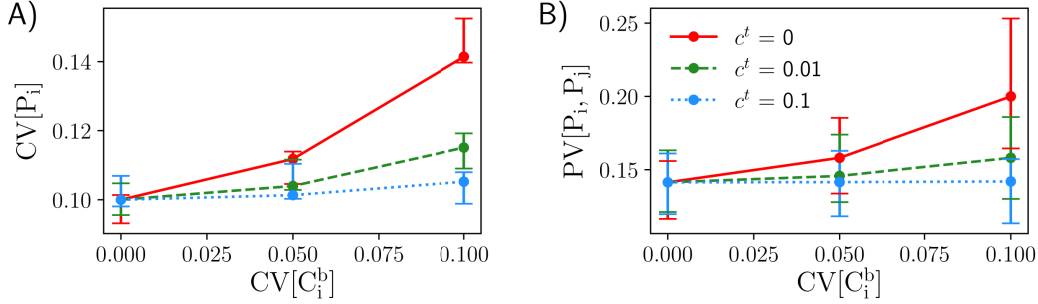 A)
CV[P_i]
0.14
0.12
0.10
0.000 0.025 0.050 0.075 0.100
CV[C_i^b]
B)
PV[P_i, P_j]
0.25
0.20
0.15
c^t = 0
c^t = 0.01
c^t = 0.1
0.000 0.025 0.050 0.075 0.100
CV[C_i^b]